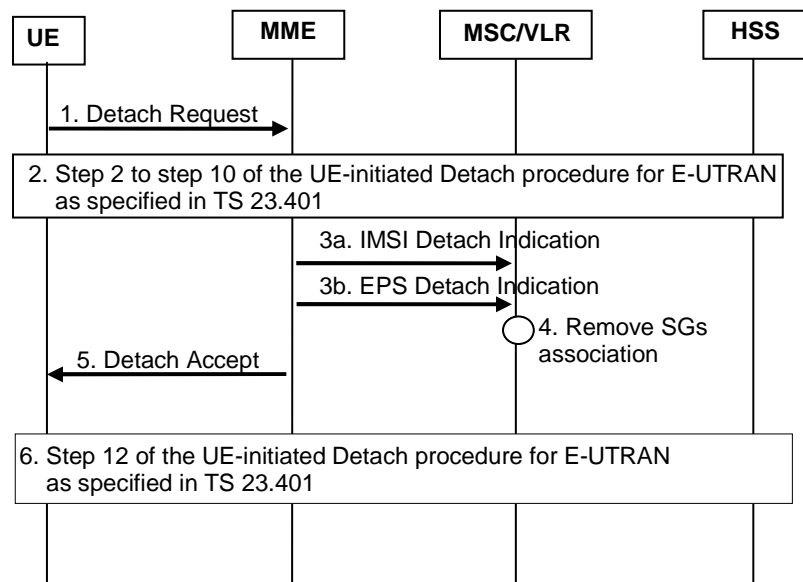 UE
MME
MSC/VLR
HSS
1. Detach Request
2. Step 2 to step 10 of the UE-initiated Detach procedure for E-UTRAN
as specified in TS 23.401
3a. IMSI Detach Indication
3b. EPS Detach Indication
4. Remove SGs
association
5. Detach Accept
6. Step 12 of the UE-initiated Detach procedure for E-UTRAN
as specified in TS 23.401